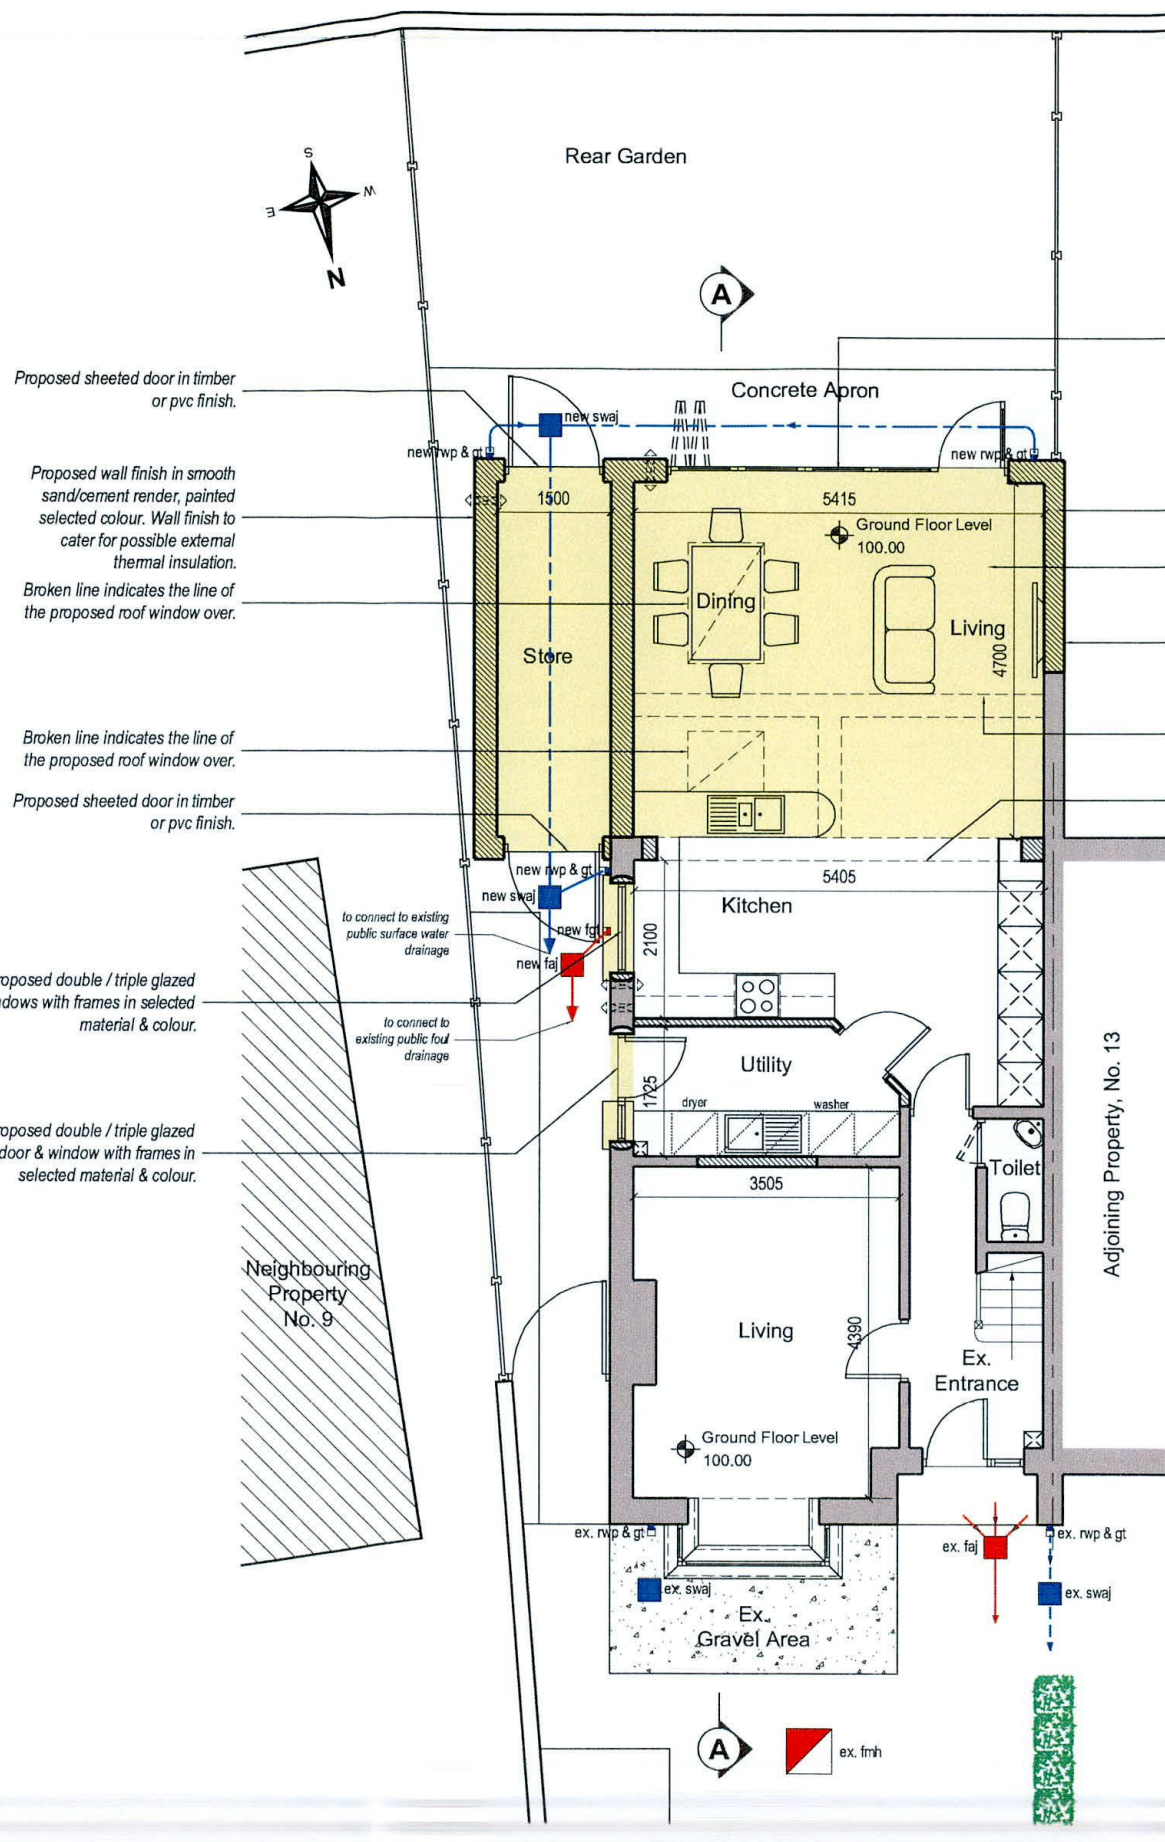 Rear Garden
S
W
E
N
A
Proposed sheeted door in timber
or pvc finish.
Concrete Apron
new swaj
new rwp & gt
new rwp & gt
Proposed wall finish in smooth
sand/cement render, painted
selected colour. Wall finish to
cater for possible external
thermal insulation.
1500
5415
Ground Floor Level
100.00
Broken line indicates the line of
the proposed roof window over.
Dining
Living
Store
4700
Broken line indicates the line of
the proposed roof window over.
Proposed sheeted door in timber
or pvc finish.
new rwp & gt
5405
new swaj
Kitchen
to connect to existing
public surface water
drainage
new fgt
2100
new faj
roposed double / triple glazed
ndows with frames in selected
material & colour.
to connect to
existing public foul
drainage
Utility
1725
dryer
washer
Adjoining Property, No. 13
roposed double / triple glazed
door & window with frames in
selected material & colour.
Toilet
3505
Neighbouring
Property
No. 9
Living
4390
Ex.
Entrance
Ground Floor Level
100.00
ex. rwp & gt
ex. faj
ex. rwp & gt
ex. swaj
ex. swaj
Ex.
Gravel Area
A
ex. fmh